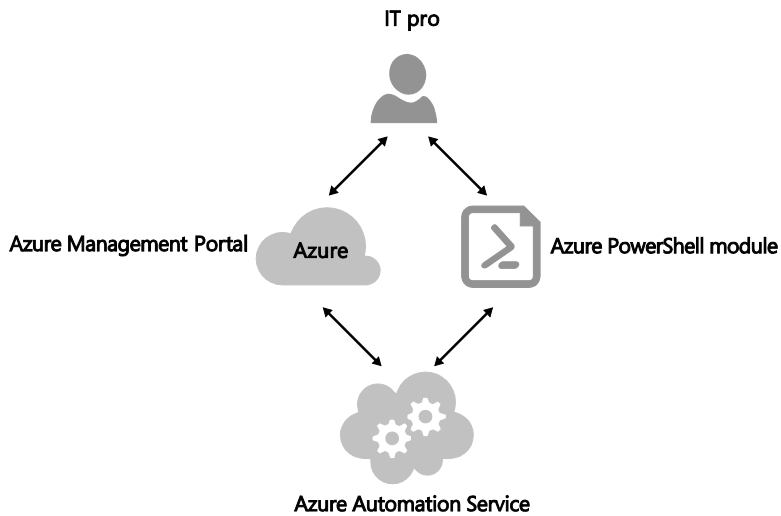 IT pro
Azure Management Portal
Azure
Azure PowerShell module
Azure Automation Service